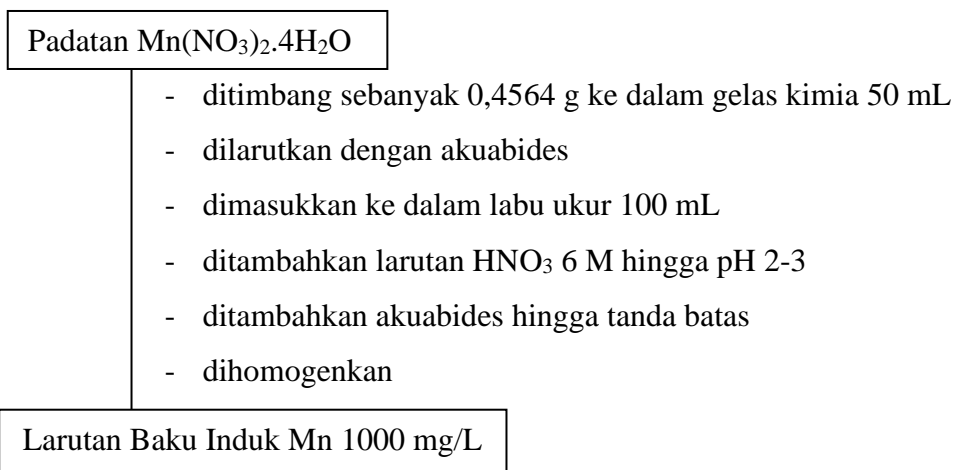 Padatan Mn(NO₃)₂.4H₂O
- ditimbang sebanyak 0,4564 g ke dalam gelas kimia 50 mL
- dilarutkan dengan akuabides
- dimasukkan ke dalam labu ukur 100 mL
- ditambahkan larutan HNO₃ 6 M hingga pH 2-3
- ditambahkan akuabides hingga tanda batas
- dihomogenkan
Larutan Baku Induk Mn 1000 mg/L